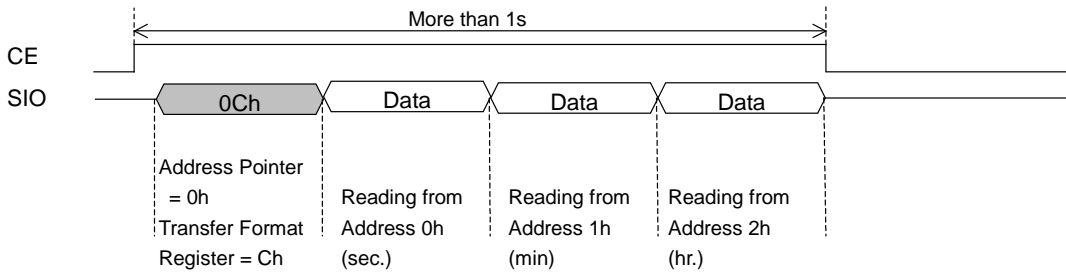 More than 1s
CE
SIO
0Ch
Data
Data
Data
Address Pointer
= 0h
Transfer Format
Register = Ch
Reading from
Address 0h
(sec.)
Reading from
Address 1h
(min)
Reading from
Address 2h
(hr.)